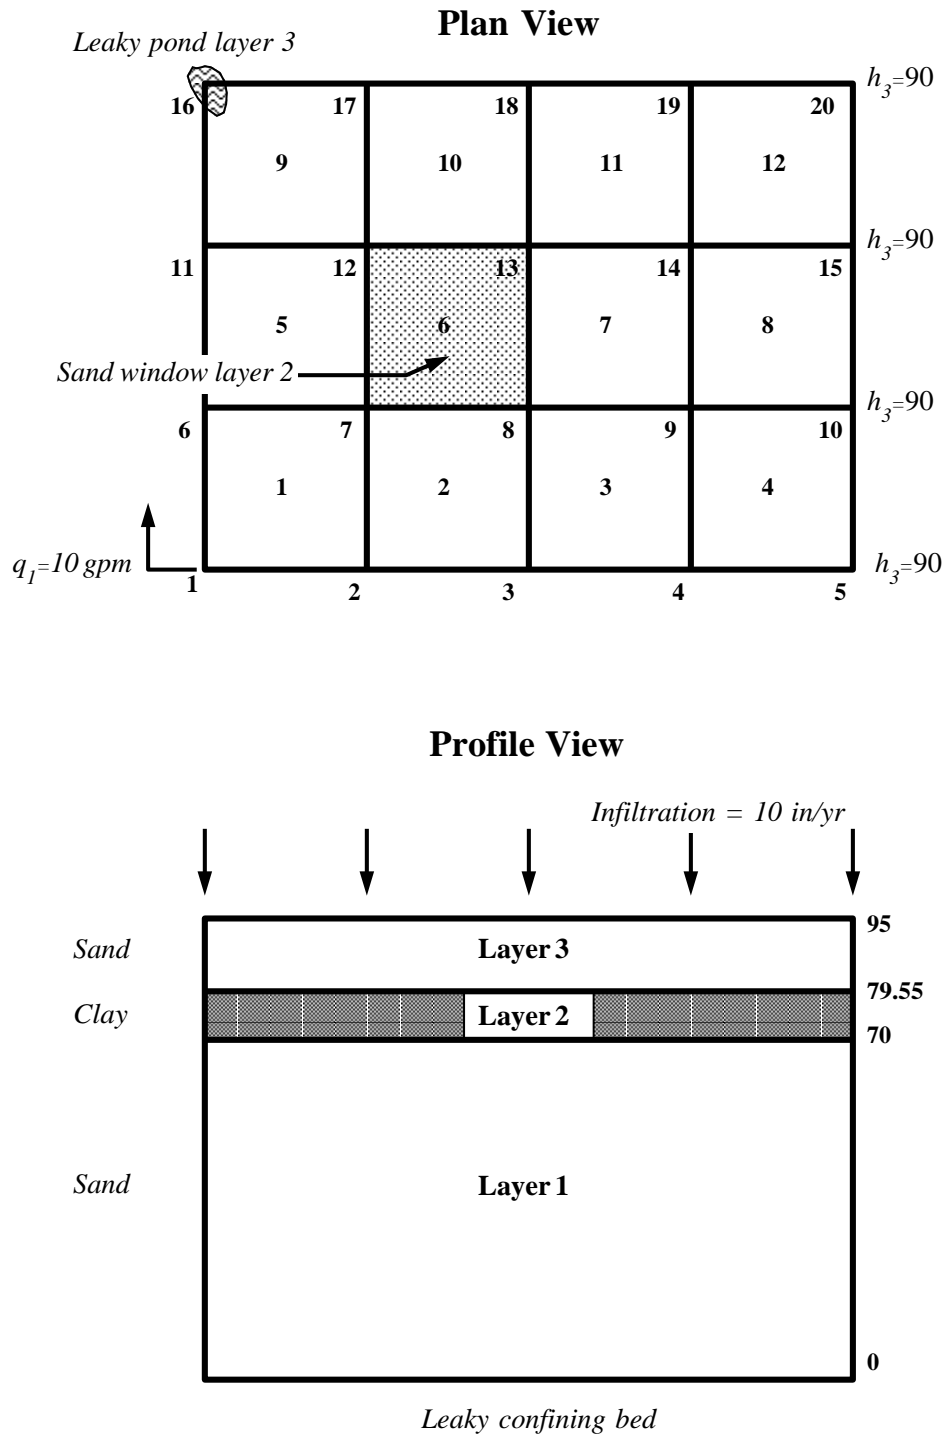 Plan View
Leaky pond layer 3
h3=90
16 17 18 19 20
9 10 11 12
h3=90
11 12 13 14 15
5 6 7 8
Sand window layer 2
h3=90
6 7 8 9 10
1 2 3 4
q1=10 gpm
h3=90
1 2 3 4 5
Profile View
Infiltration = 10 in/yr
95
Sand Layer 3
79.55
Clay Layer 2
70
Sand Layer 1
0
Leaky confining bed